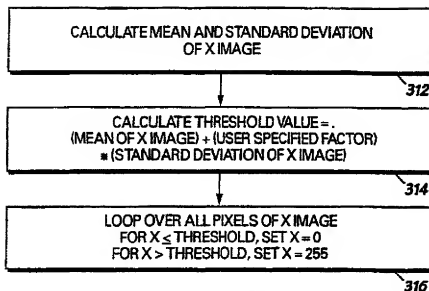 CALCULATE MEAN AND STANDARD DEVIATION
OF X IMAGE
312
CALCULATE THRESHOLD VALUE = .
(MEAN OF X IMAGE) + (USER SPECIFIED FACTOR)
* (STANDARD DEVIATION OF X IMAGE)
314
LOOP OVER ALL PIXELS OF X IMAGE
FOR X ≤ THRESHOLD, SET X = 0
FOR X > THRESHOLD, SET X = 255
316